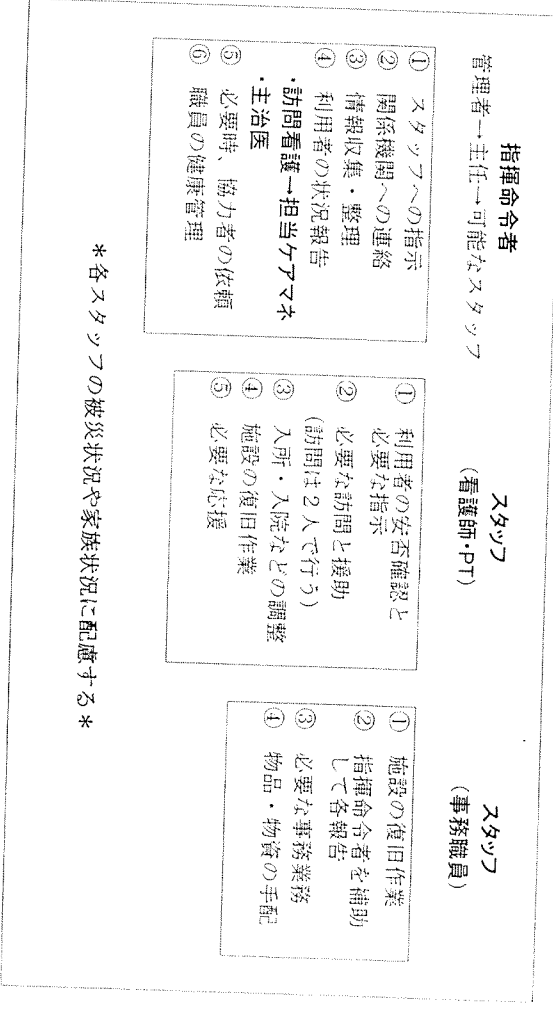 指揮命令者
管理者→主任→可能なスタッフ
① スタッフへの指示
② 関係機関への連絡
③ 情報収集・整理
④ 利用者の状況報告
・訪問看護→担当ケアマネ
・主治医
⑤ 必要時、協力者の依頼
⑥ 職員の健康管理
スタッフ
(看護師・PT)
① 利用者の安否確認と
必要な指示
② 必要な訪問と援助
(訪問は2人で行う)
③ 入所・入院などの調整
④ 施設の復旧作業
⑤ 必要な応援
スタッフ
(事務職員)
① 施設の復旧作業
② 指揮命令者を補助
して各報告
③ 必要な事務業務
④ 物品・物資の手配
*各スタッフの被災状況や家族状況に配慮する*